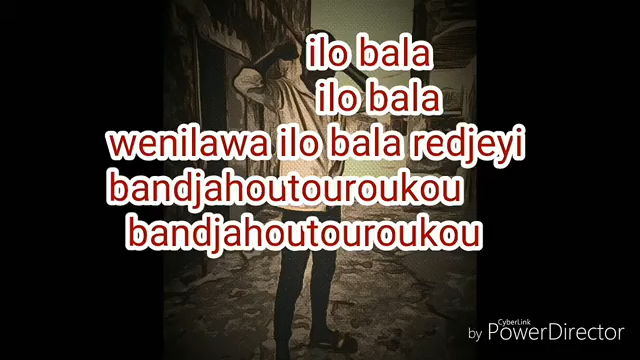 ilo bala
ilo bala
wenilawa ilo bala redjeyi
bandjahoutouroukou
bandjahoutouroukou
CyberLink
by PowerDirector